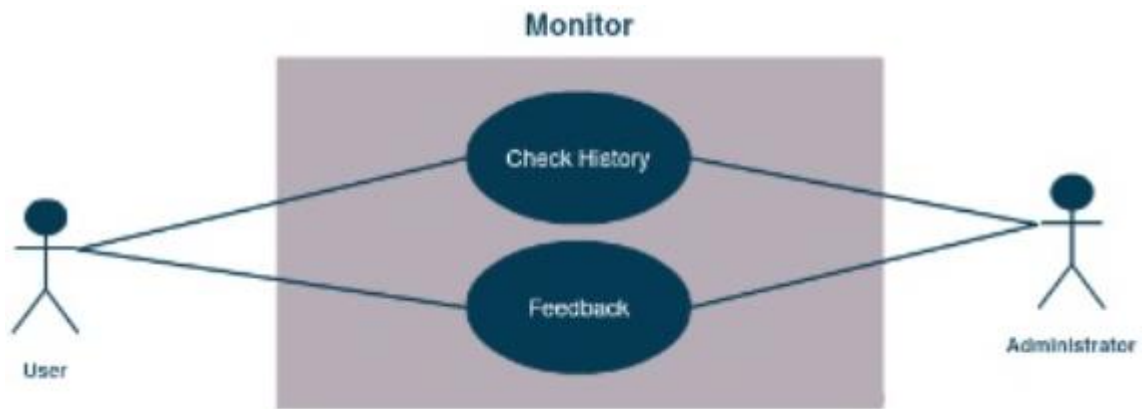 Monitor
Check History
Feedback
User
Administrator